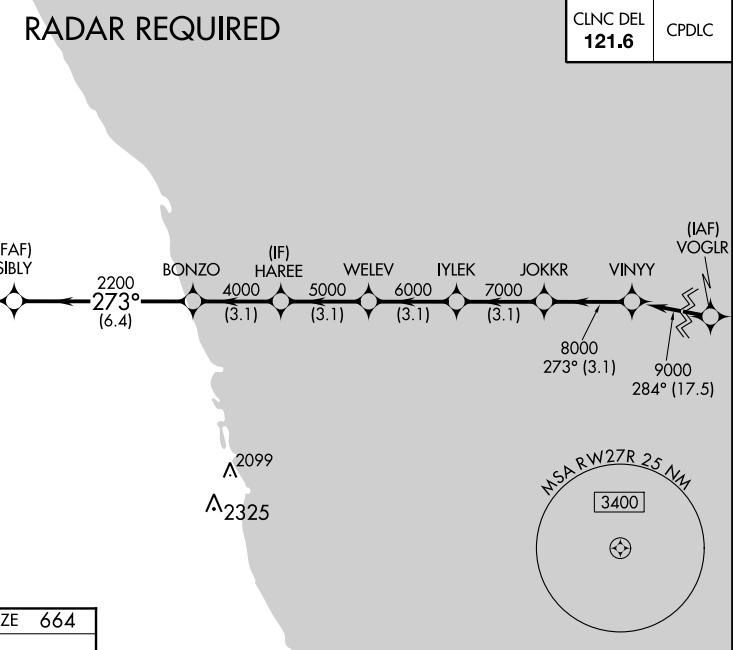 RADAR REQUIRED
CLNC DEL
121.6
CPDLC
(IAF)
VOGLR
FAF)
SIBLY
BONZO
(IF)
HAREE
WELEV
IYLEK
JOKKR
VINYY
2200
273°
(6.4)
4000
(3.1)
5000
(3.1)
6000
(3.1)
7000
(3.1)
8000
273° (3.1)
9000
284° (17.5)
2099
2325
MSA RW27R 25 NM
3400
ZE 664